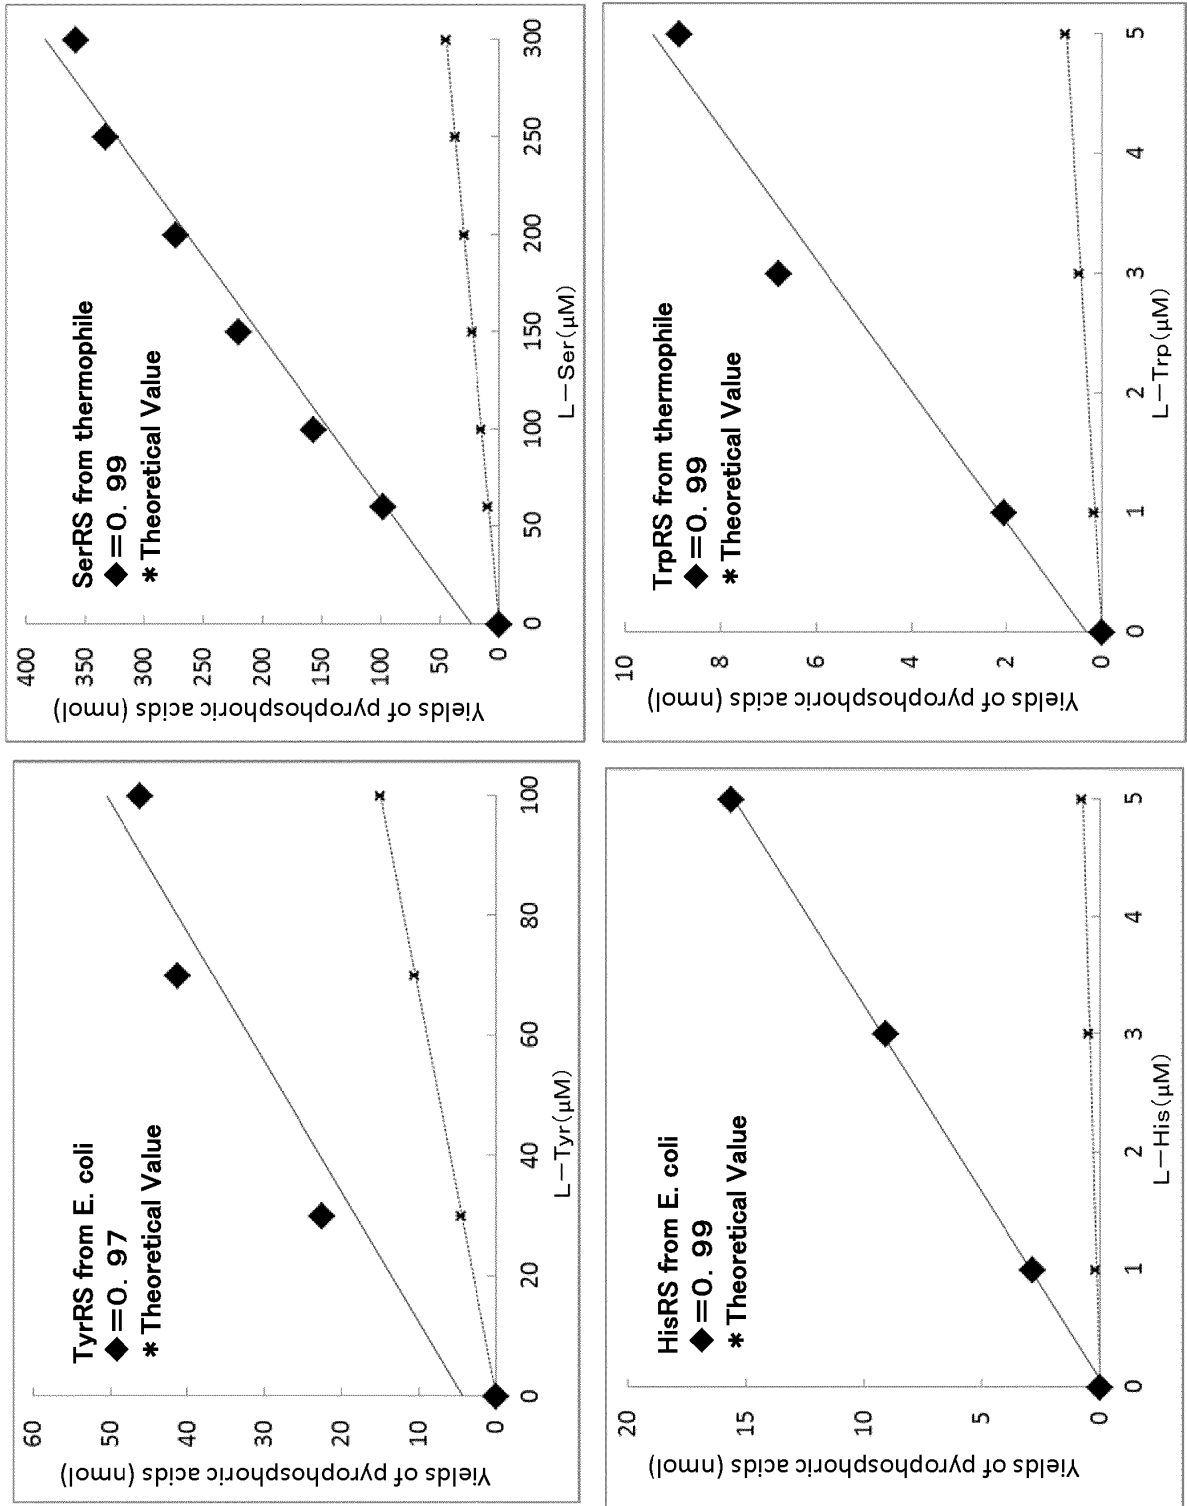 TyrRS from E. coli
◆=0. 97
* Theoretical Value
Yields of pyrophosphoric acids (nmol)
60
50
40
30
20
10
0
0 20 40 60 80 100
L－Tyr(μM)
SerRS from thermophile
◆=0. 99
* Theoretical Value
Yields of pyrophosphoric acids (nmol)
400
350
300
250
200
150
100
50
0
0 50 100 150 200 250 300
L－Ser(μM)
HisRS from E. coli
◆=0. 99
* Theoretical Value
Yields of pyrophosphoric acids (nmol)
20
15
10
5
0
0 1 2 3 4 5
L－His(μM)
TrpRS from thermophile
◆=0. 99
* Theoretical Value
Yields of pyrophosphoric acids (nmol)
10
8
6
4
2
0
0 1 2 3 4 5
L－Trp(μM)